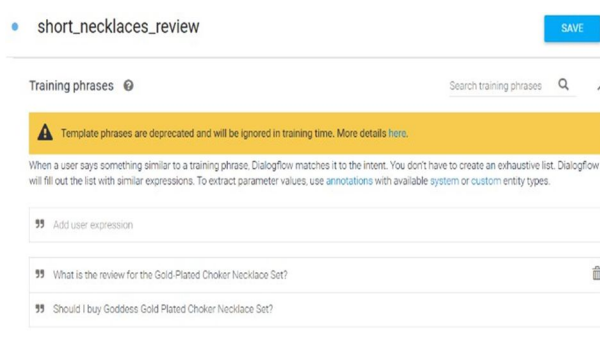 short_necklaces_review
SAVE
Training phrases ?
Search training phrases
Template phrases are deprecated and will be ignored in training time. More details here.
When a user says something similar to a training phrase, Dialogflow matches it to the intent. You don't have to create an exhaustive list. Dialogflow
will fill out the list with similar expressions. To extract parameter values, use annotations with available system or custom entity types.
" Add user expression
" What is the review for the Gold-Plated Choker Necklace Set?
" Should I buy Goddess Gold Plated Choker Necklace Set?